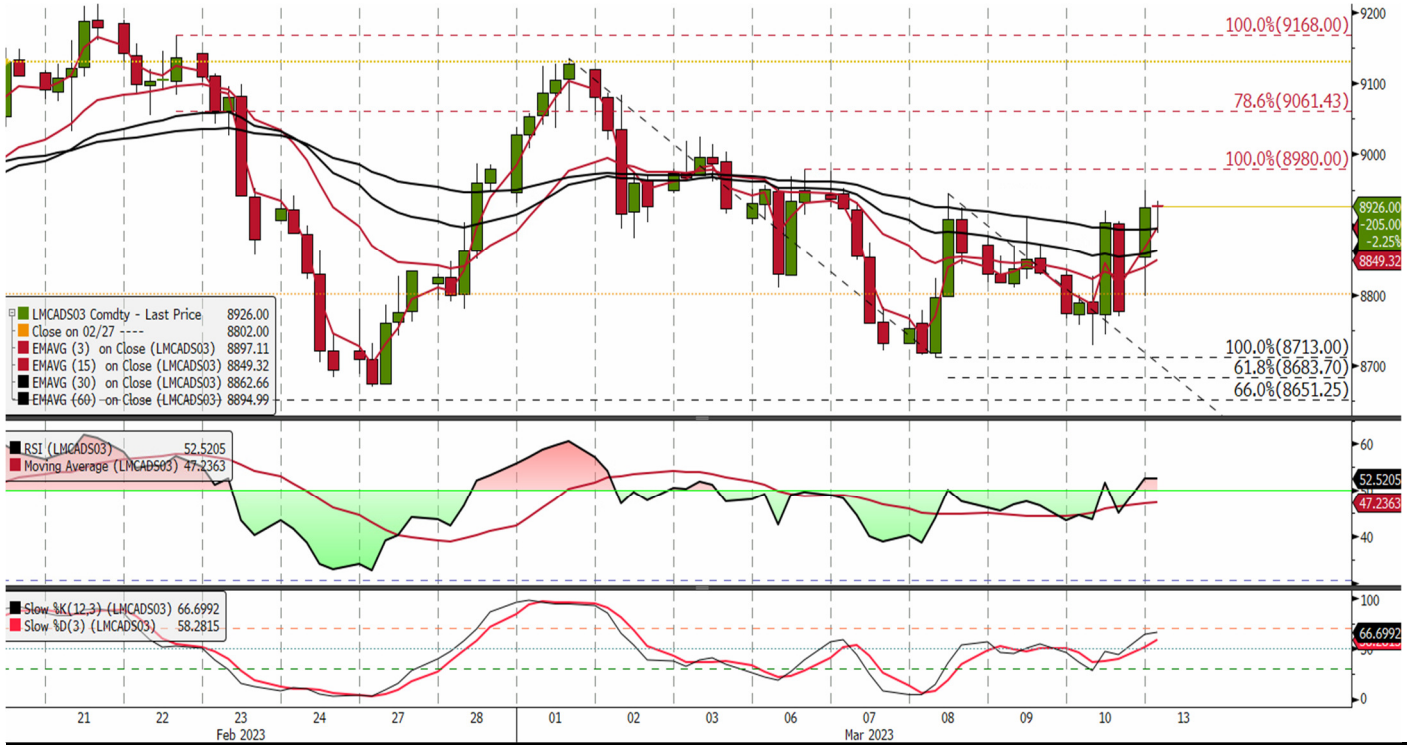 9200
100.0%(9168.00)
9100
78.6%(9061.43)
9000
100.0%(8980.00)
8926.00
-205.00
-2.25%
8849.32
8800
100.0%(8713.00)
8700
61.8%(8683.70)
66.0%(8651.25)
LMCADS03 Comdty - Last Price 8926.00
Close on 02/27 ---- 8802.00
EMAVG (3) on Close (LMCADS03) 8897.11
EMAVG (15) on Close (LMCADS03) 8849.32
EMAVG (30) on Close (LMCADS03) 8862.66
EMAVG (60) on Close (LMCADS03) 8894.99
RSI (LMCADS03) 52.5205
Moving Average (LMCADS03) 47.2363
60
52.5205
47.2363
40
Slow %K(12,3) (LMCADS03) 66.6992
Slow %D(3) (LMCADS03) 58.2815
100
66.6992
50
0
21 22 23 24 27 28 01 02 03 06 07 08 09 10 13
Feb 2023 Mar 2023